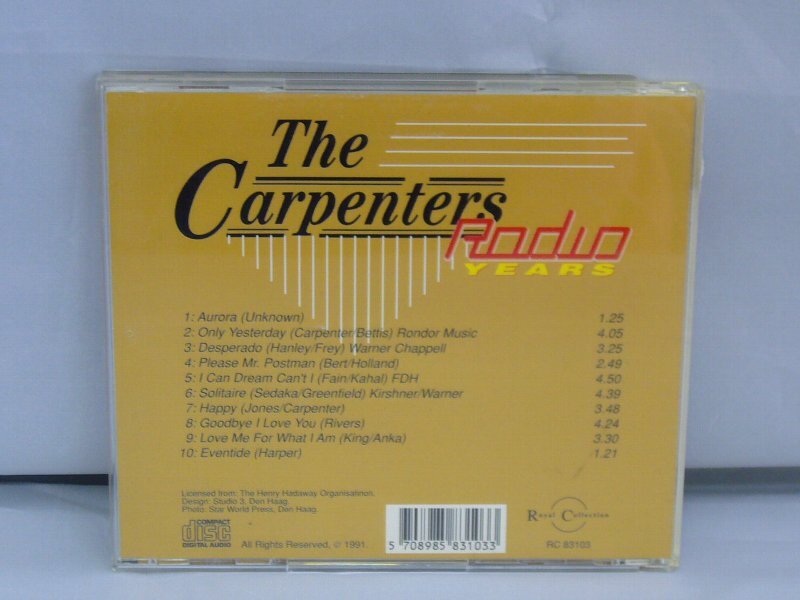 The
Carpenters
Radio
YEARS
1: Aurora (Unknown) 1.25
2: Only Yesterday (Carpenter/Bettis) Rondor Music 4.05
3: Desperado (Hanley/Frey) Warner Chappell 3.25
4: Please Mr. Postman (Bert/Holland) 2.49
5: I Can Dream Can't I (Fain/Kahal) FDH 4.50
6: Solitaire (Sedaka/Greenfield) Kirshner/Warner 4.39
7: Happy (Jones/Carpenter) 3.48
8: Goodbye I Love You (Rivers) 4.24
9: Love Me For What I Am (King/Anka) 3.30
10: Eventide (Harper) 1.21
Licensed from: The Henry Hadaway Organisatinon.
Design: Studio 3, Den Haag.
Photo: Star World Press, Den Haag.
COMPACT
disc
DIGITAL AUDIO
All Rights Reserved, ℗ 1991.
5 708985 831033
Royal Collection
RC 83103